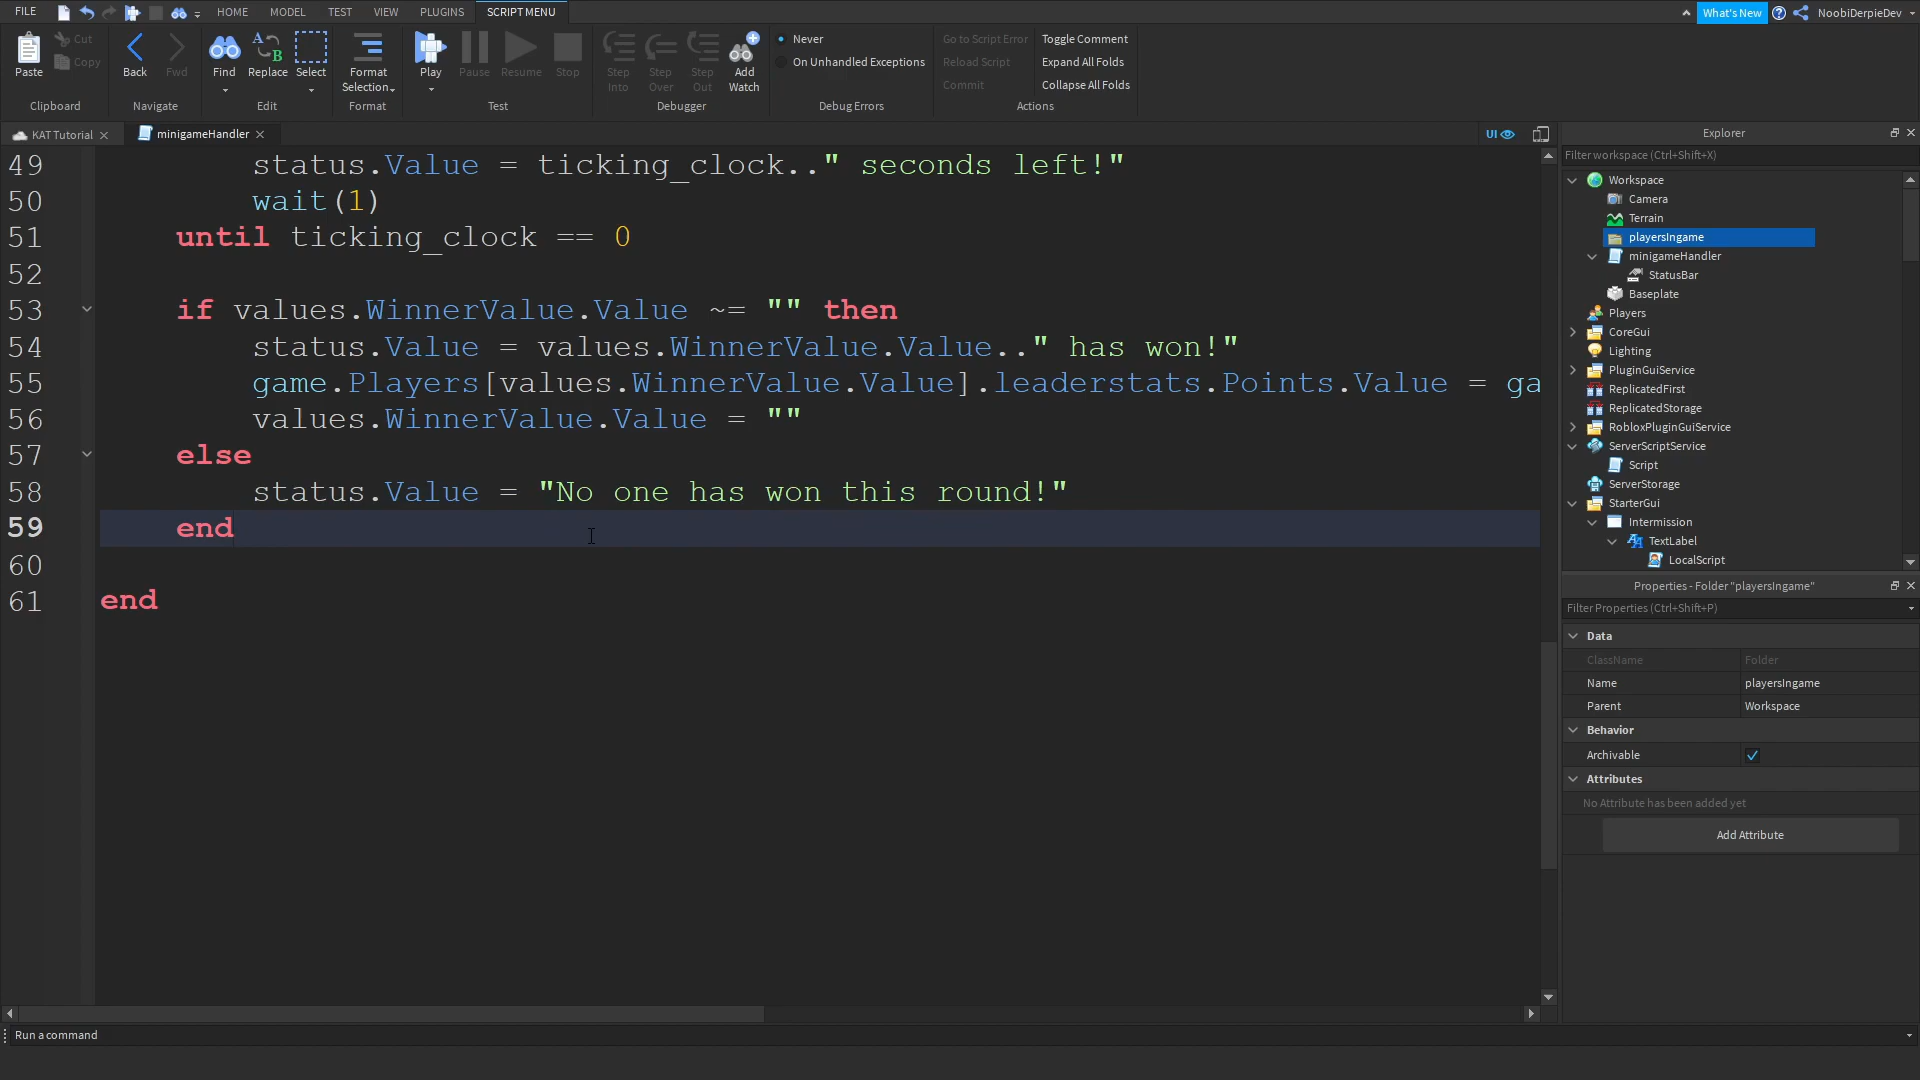 FILE HOME MODEL TEST VIEW PLUGINS SCRIPT MENU What's New NoobiDerpieDev
Paste Cut Copy Back Fwd Find Replace Select Format Selection Play Pause Resume Stop Step Into Step Over Step Out Add Watch
Never
On Unhandled Exceptions
Go to Script Error
Reload Script
Commit
Toggle Comment
Expand All Folds
Collapse All Folds
Clipboard Navigate Edit Format Test Debugger Debug Errors Actions
KAT Tutorial minigameHandler UI
49 status.Value = ticking_clock.." seconds left!"
50 wait(1)
51 until ticking_clock == 0
52
53 if values.WinnerValue.Value ~= "" then
54 status.Value = values.WinnerValue.Value.." has won!"
55 game.Players[values.WinnerValue.Value].leaderstats.Points.Value = ga
56 values.WinnerValue.Value = ""
57 else
58 status.Value = "No one has won this round!"
59 end
60
61 end
Explorer
Filter workspace (Ctrl+Shift+X)
Workspace
Camera
Terrain
playersIngame
minigameHandler
StatusBar
Baseplate
Players
CoreGui
Lighting
PluginGuiService
ReplicatedFirst
ReplicatedStorage
RobloxPluginGuiService
ServerScriptService
Script
ServerStorage
StarterGui
Intermission
TextLabel
LocalScript
Properties - Folder "playersIngame"
Filter Properties (Ctrl+Shift+P)
Data
ClassName Folder
Name playersIngame
Parent Workspace
Behavior
Archivable
Attributes
No Attribute has been added yet
Add Attribute
Run a command